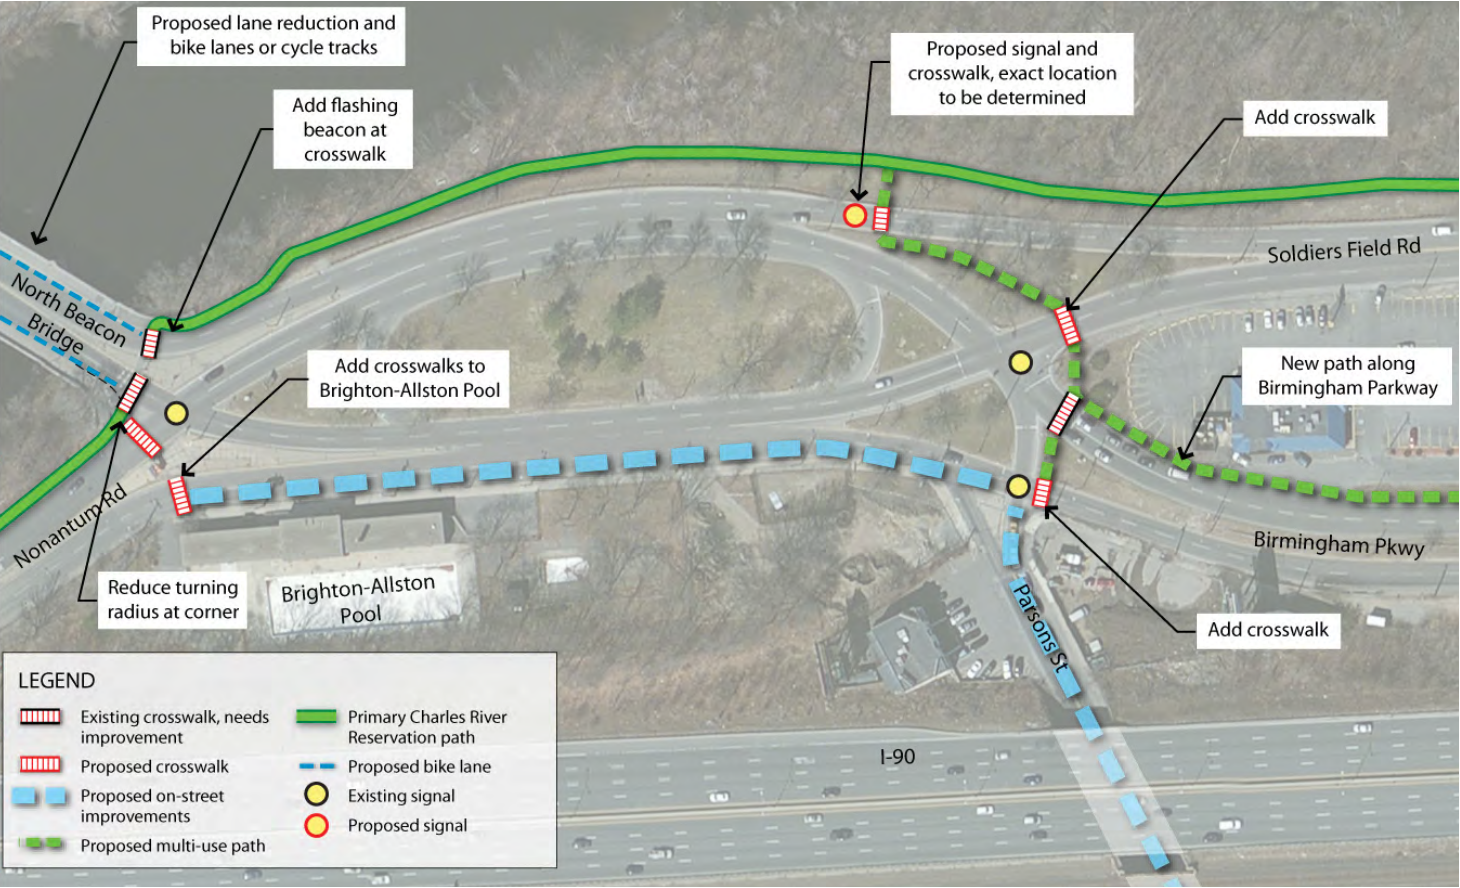 Proposed lane reduction and
bike lanes or cycle tracks
Add flashing
beacon at
crosswalk
Proposed signal and
crosswalk, exact location
to be determined
Add crosswalk
Soldiers Field Rd
North Beacon
Bridge
Add crosswalks to
Brighton-Allston Pool
New path along
Birmingham Parkway
Nonantum Rd
Birmingham Pkwy
Reduce turning
radius at corner
Brighton-Allston
Pool
Parsons St
Add crosswalk
I-90
LEGEND
Existing crosswalk, needs
improvement
Proposed crosswalk
Proposed on-street
improvements
Proposed multi-use path
Primary Charles River
Reservation path
Proposed bike lane
Existing signal
Proposed signal